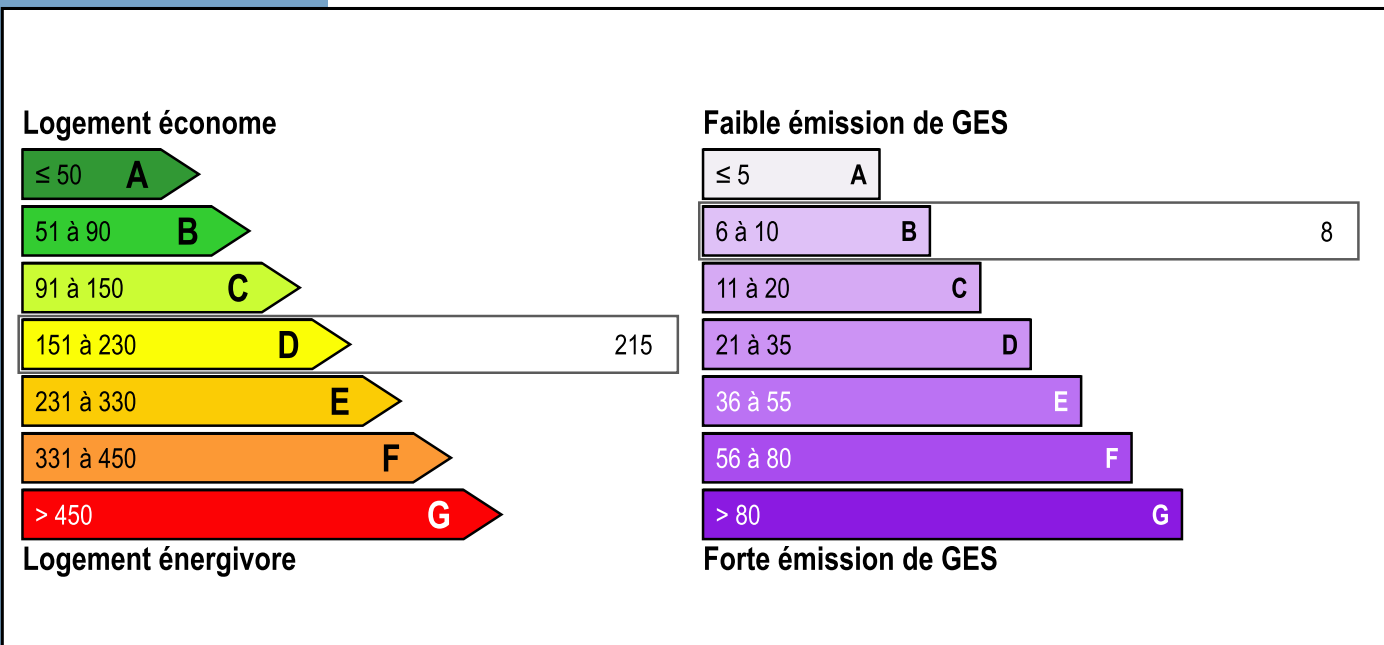 Logement économe
≤ 50 A
51 à 90 B
91 à 150 C
151 à 230 D 215
231 à 330 E
331 à 450 F
> 450 G
Logement énergivore
Faible émission de GES
≤ 5 A
6 à 10 B 8
11 à 20 C
21 à 35 D
36 à 55 E
56 à 80 F
> 80 G
Forte émission de GES